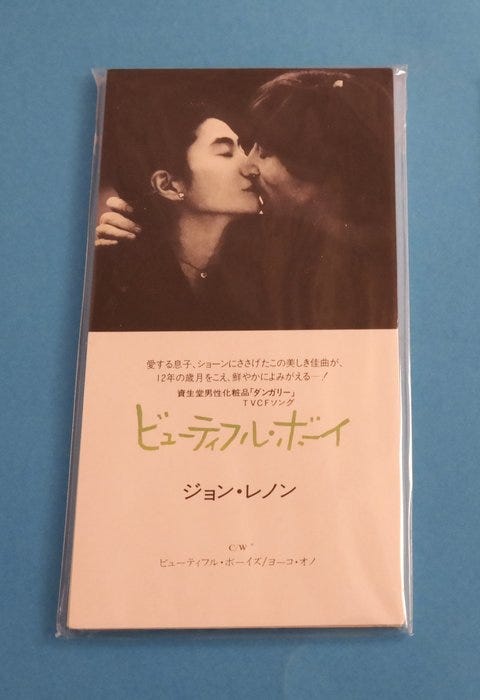 愛する息子、ショーンにささげたこの美しき佳曲が、
12年の歳月をこえ、鮮やかによみがえる—!
資生堂男性化粧品「ダンガリー」
TVCFソング
ビューティフル・ボーイ
ジョン・レノン
C/W
ビューティフル・ボーイズ/ヨーコ・オノ